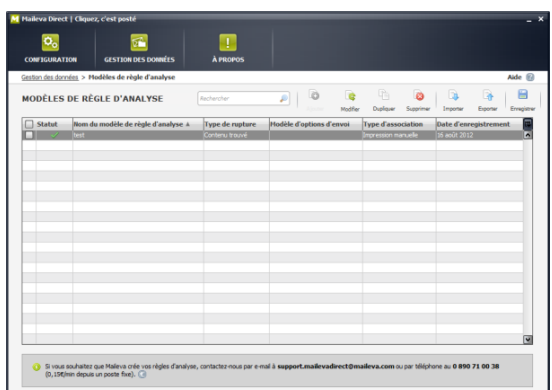 Maileva Direct | Cliquez, c'est posté
CONFIGURATION GESTION DES DONNÉES À PROPOS
Gestion des données > Modèles de règle d'analyse Aide
MODÈLES DE RÈGLE D'ANALYSE Rechercher Modifier Dupliquer Supprimer Importer Exporter Enregistrer
Statut Nom du modèle de règle d'analyse Type de rupture Modèle d'options d'envoi Type d'association Date d'enregistrement
test Contenu trouvé Impression manuelle 16 août 2012
Si vous souhaitez que Maileva crée vos règles d'analyse, contactez-nous par e-mail à support.mailevadirect@maileva.com ou par téléphone au 0 890 71 00 38
(0,15€/min depuis un poste fixe).